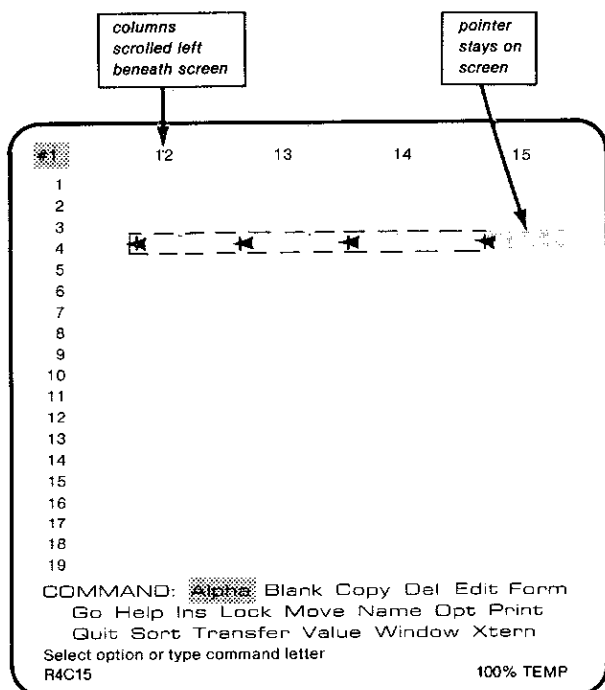 columns
scrolled left
beneath screen
pointer
stays on
screen
#1 12 13 14 15
1
2
3
4
5
6
7
8
9
10
11
12
13
14
15
16
17
18
19
COMMAND: Alpha Blank Copy Del Edit Form
Go Help Ins Lock Move Name Opt Print
Quit Sort Transfer Value Window Xtern
Select option or type command letter
R4C15 100% TEMP